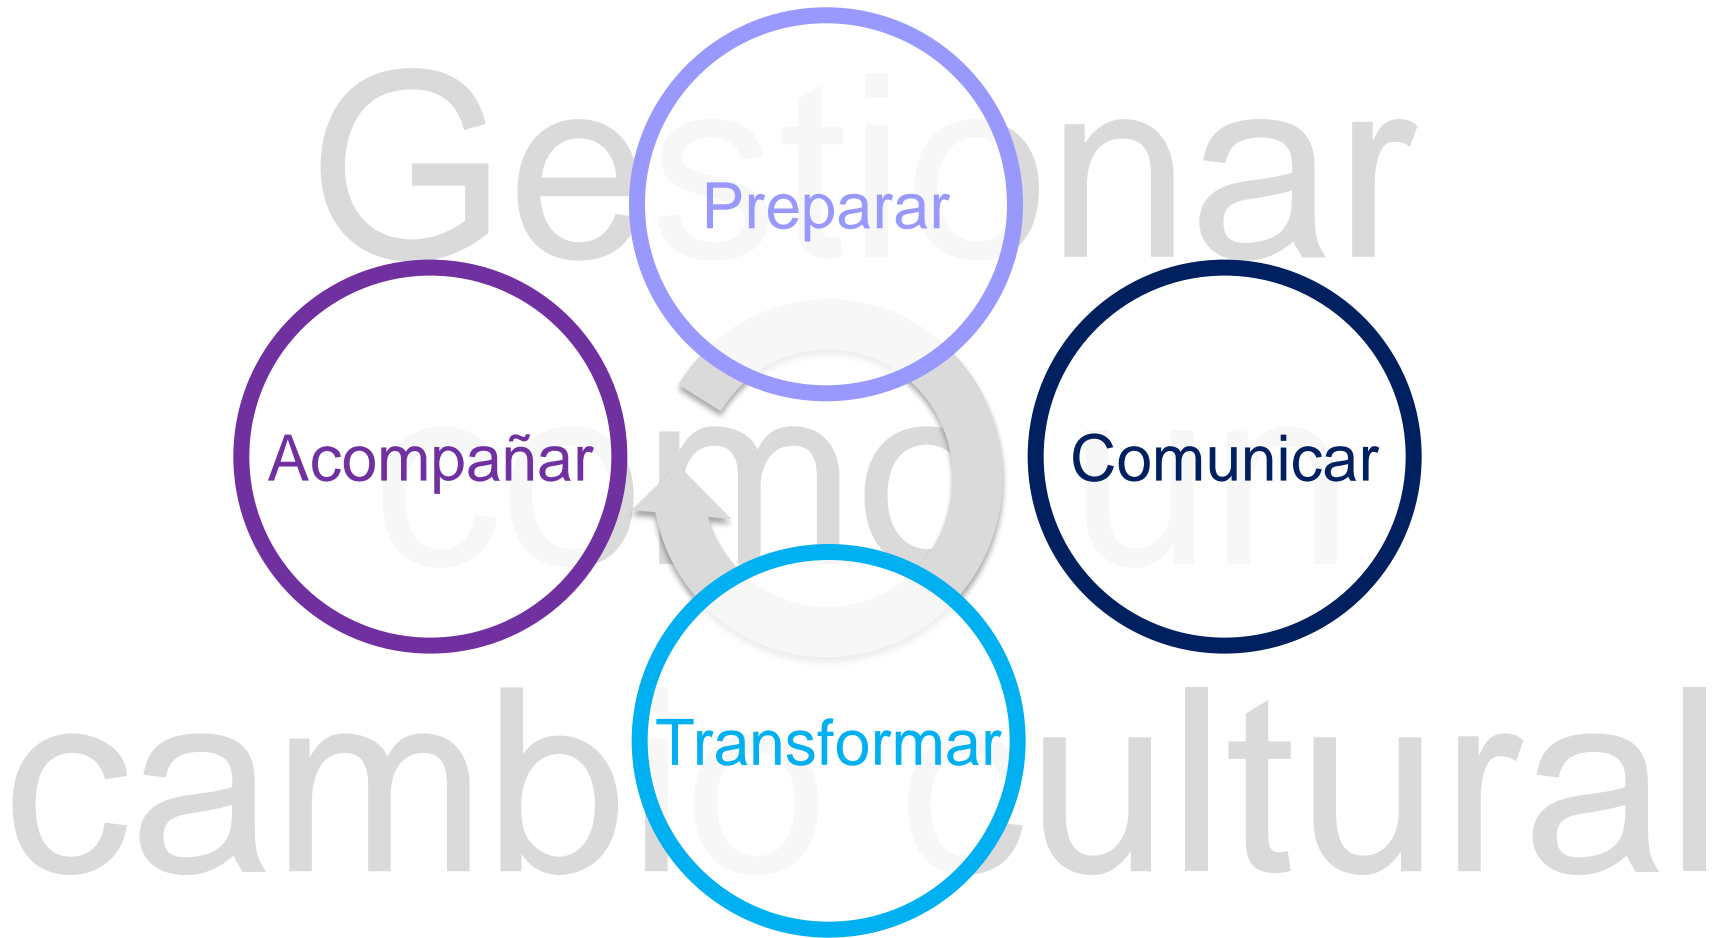 Gestionar
como un
cambio cultural
Preparar
Comunicar
Transformar
Acompañar